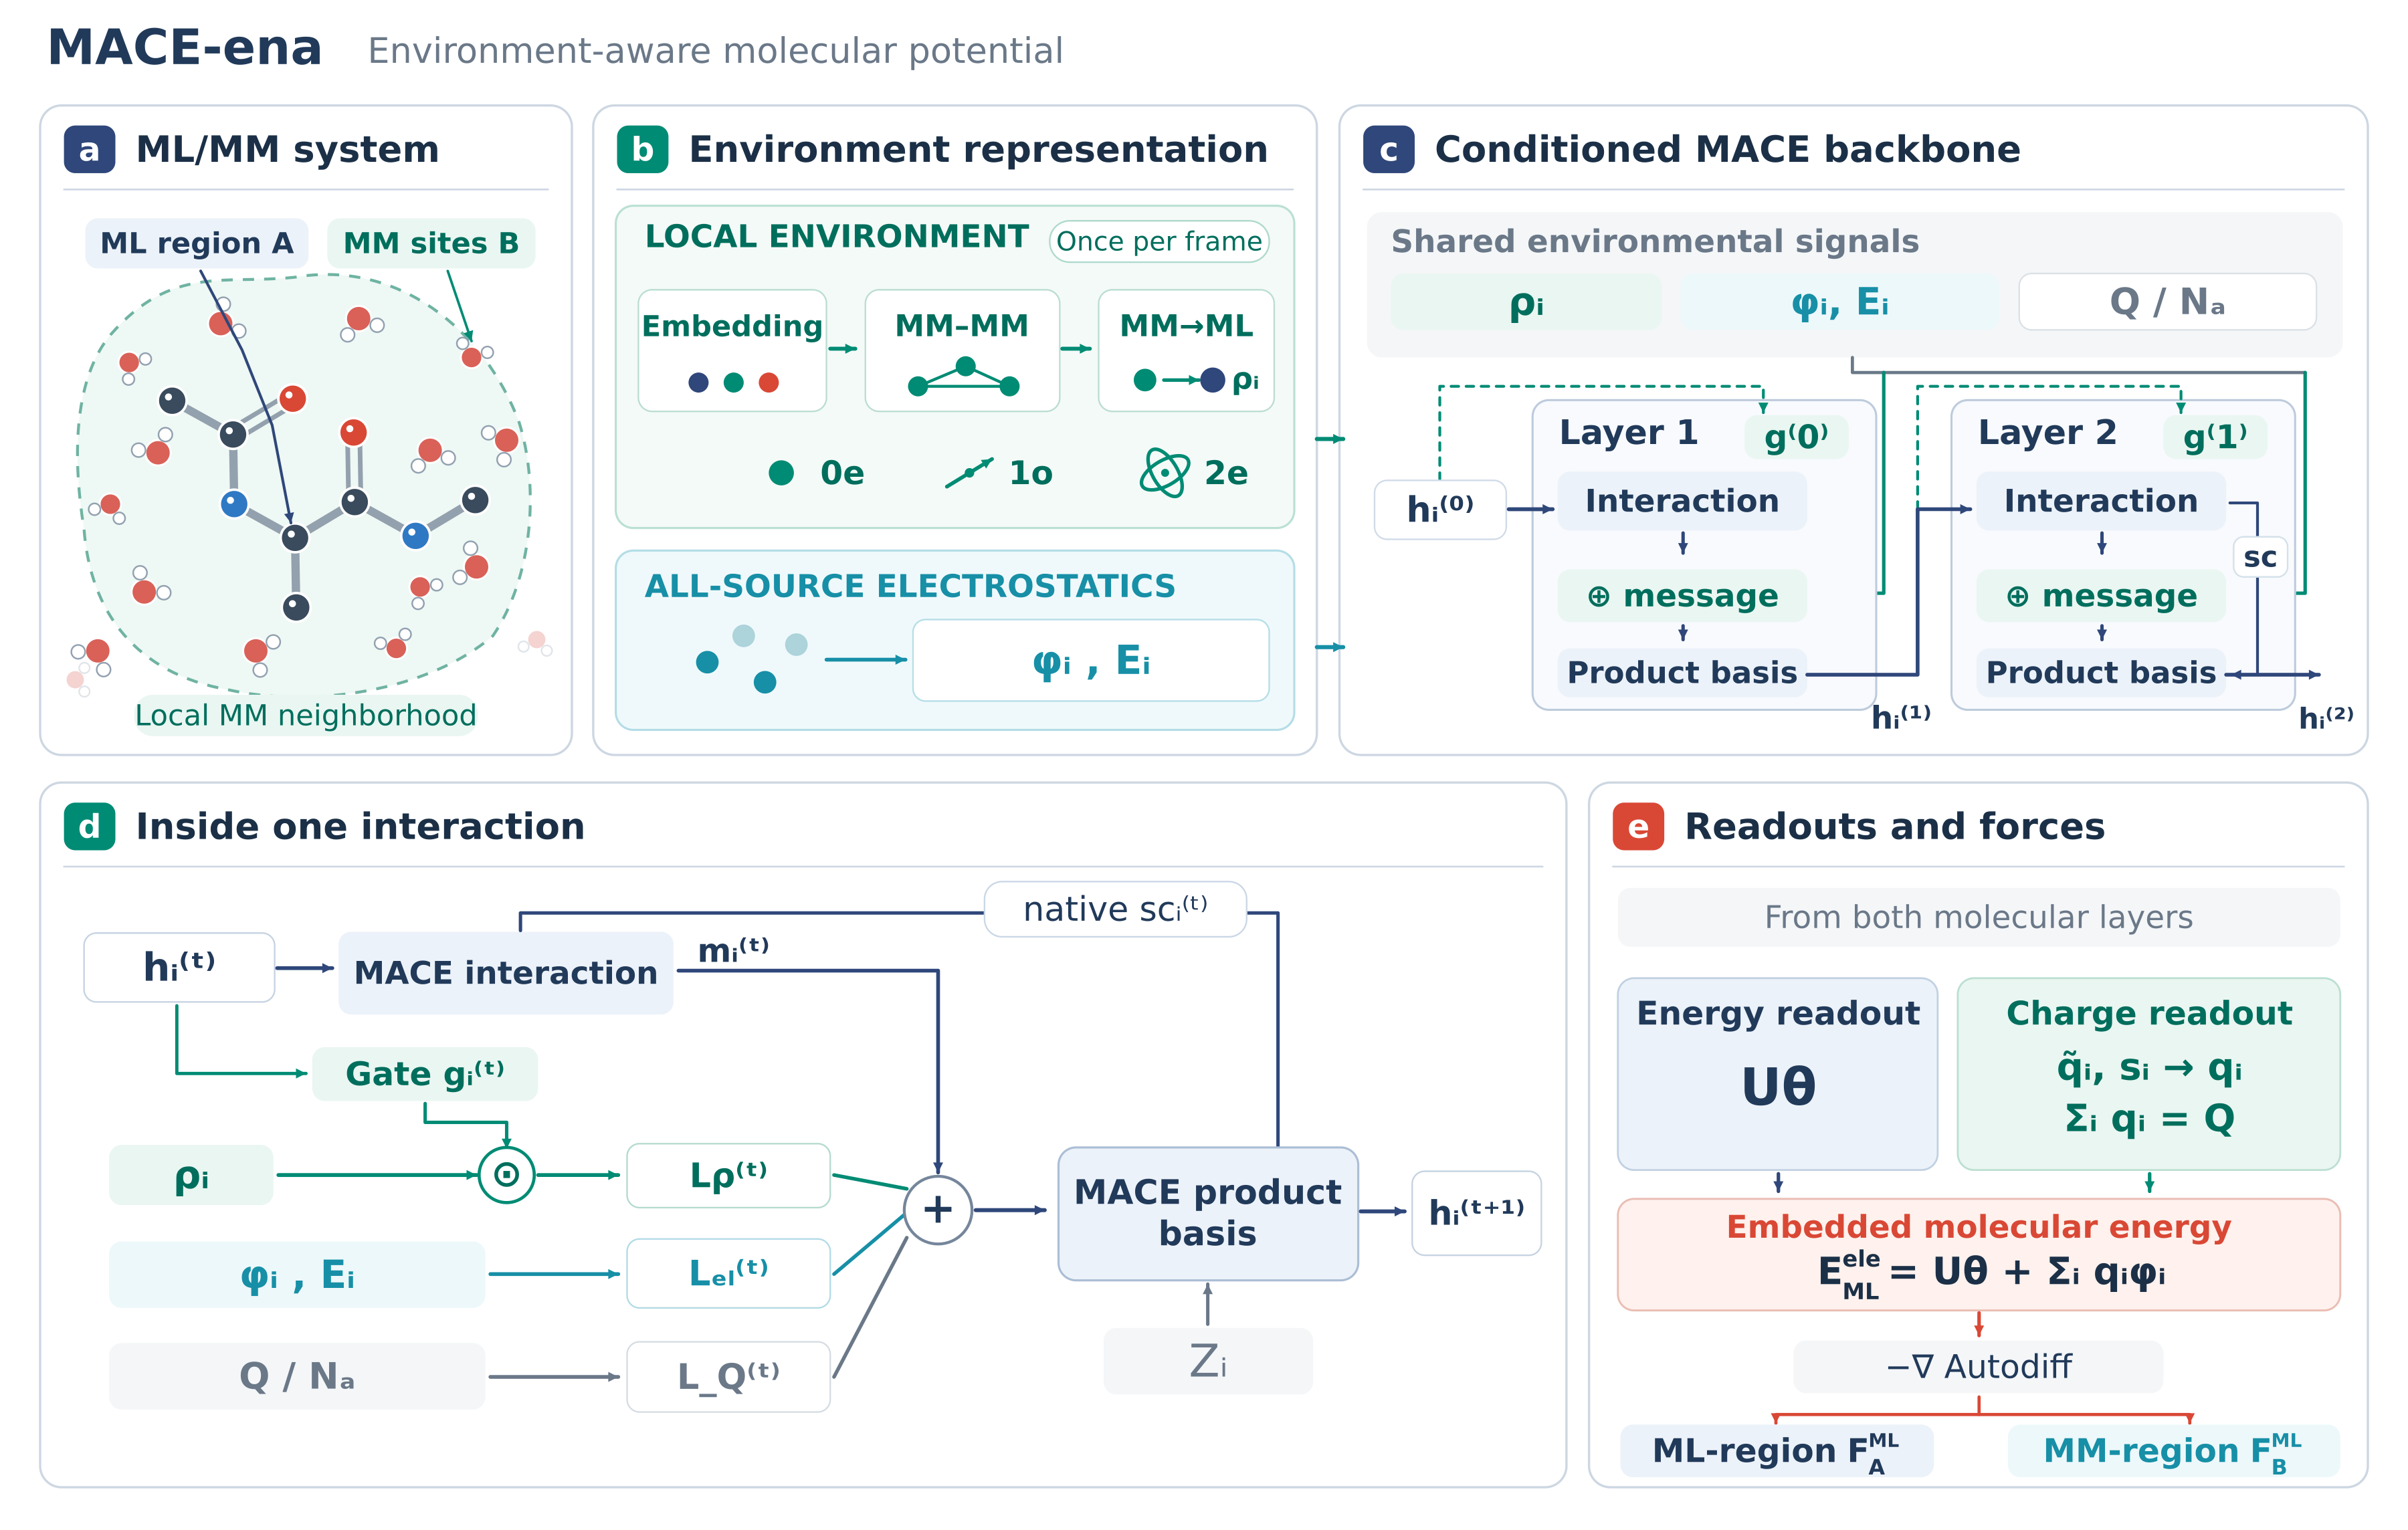 MACE-ena Environment-aware molecular potential
a ML/MM system
ML region A
MM sites B
Local MM neighborhood
b Environment representation
LOCAL ENVIRONMENT
Once per frame
Embedding
MM–MM
MM→ML
ρᵢ
0e
1o
2e
ALL-SOURCE ELECTROSTATICS
φᵢ , Eᵢ
c Conditioned MACE backbone
Shared environmental signals
ρᵢ
φᵢ, Eᵢ
Q / Nₐ
hᵢ⁽⁰⁾
Layer 1
g⁽0⁾
Interaction
⊕ message
Product basis
hᵢ⁽¹⁾
Layer 2
g⁽1⁾
Interaction
sc
⊕ message
Product basis
hᵢ⁽²⁾
d Inside one interaction
native scᵢ⁽ᵗ⁾
hᵢ⁽ᵗ⁾
MACE interaction
mᵢ⁽ᵗ⁾
Gate gᵢ⁽ᵗ⁾
ρᵢ
⊙
Lρ⁽ᵗ⁾
+
MACE product
basis
hᵢ⁽ᵗ⁺¹⁾
φᵢ , Eᵢ
Lₑₗ⁽ᵗ⁾
Q / Nₐ
L_Q⁽ᵗ⁾
Zᵢ
e Readouts and forces
From both molecular layers
Energy readout
Uθ
Charge readout
q̃ᵢ, sᵢ → qᵢ
Σᵢ qᵢ = Q
Embedded molecular energy
E^ele_ML = Uθ + Σᵢ qᵢφᵢ
−∇ Autodiff
ML-region F^ML_A
MM-region F^ML_B